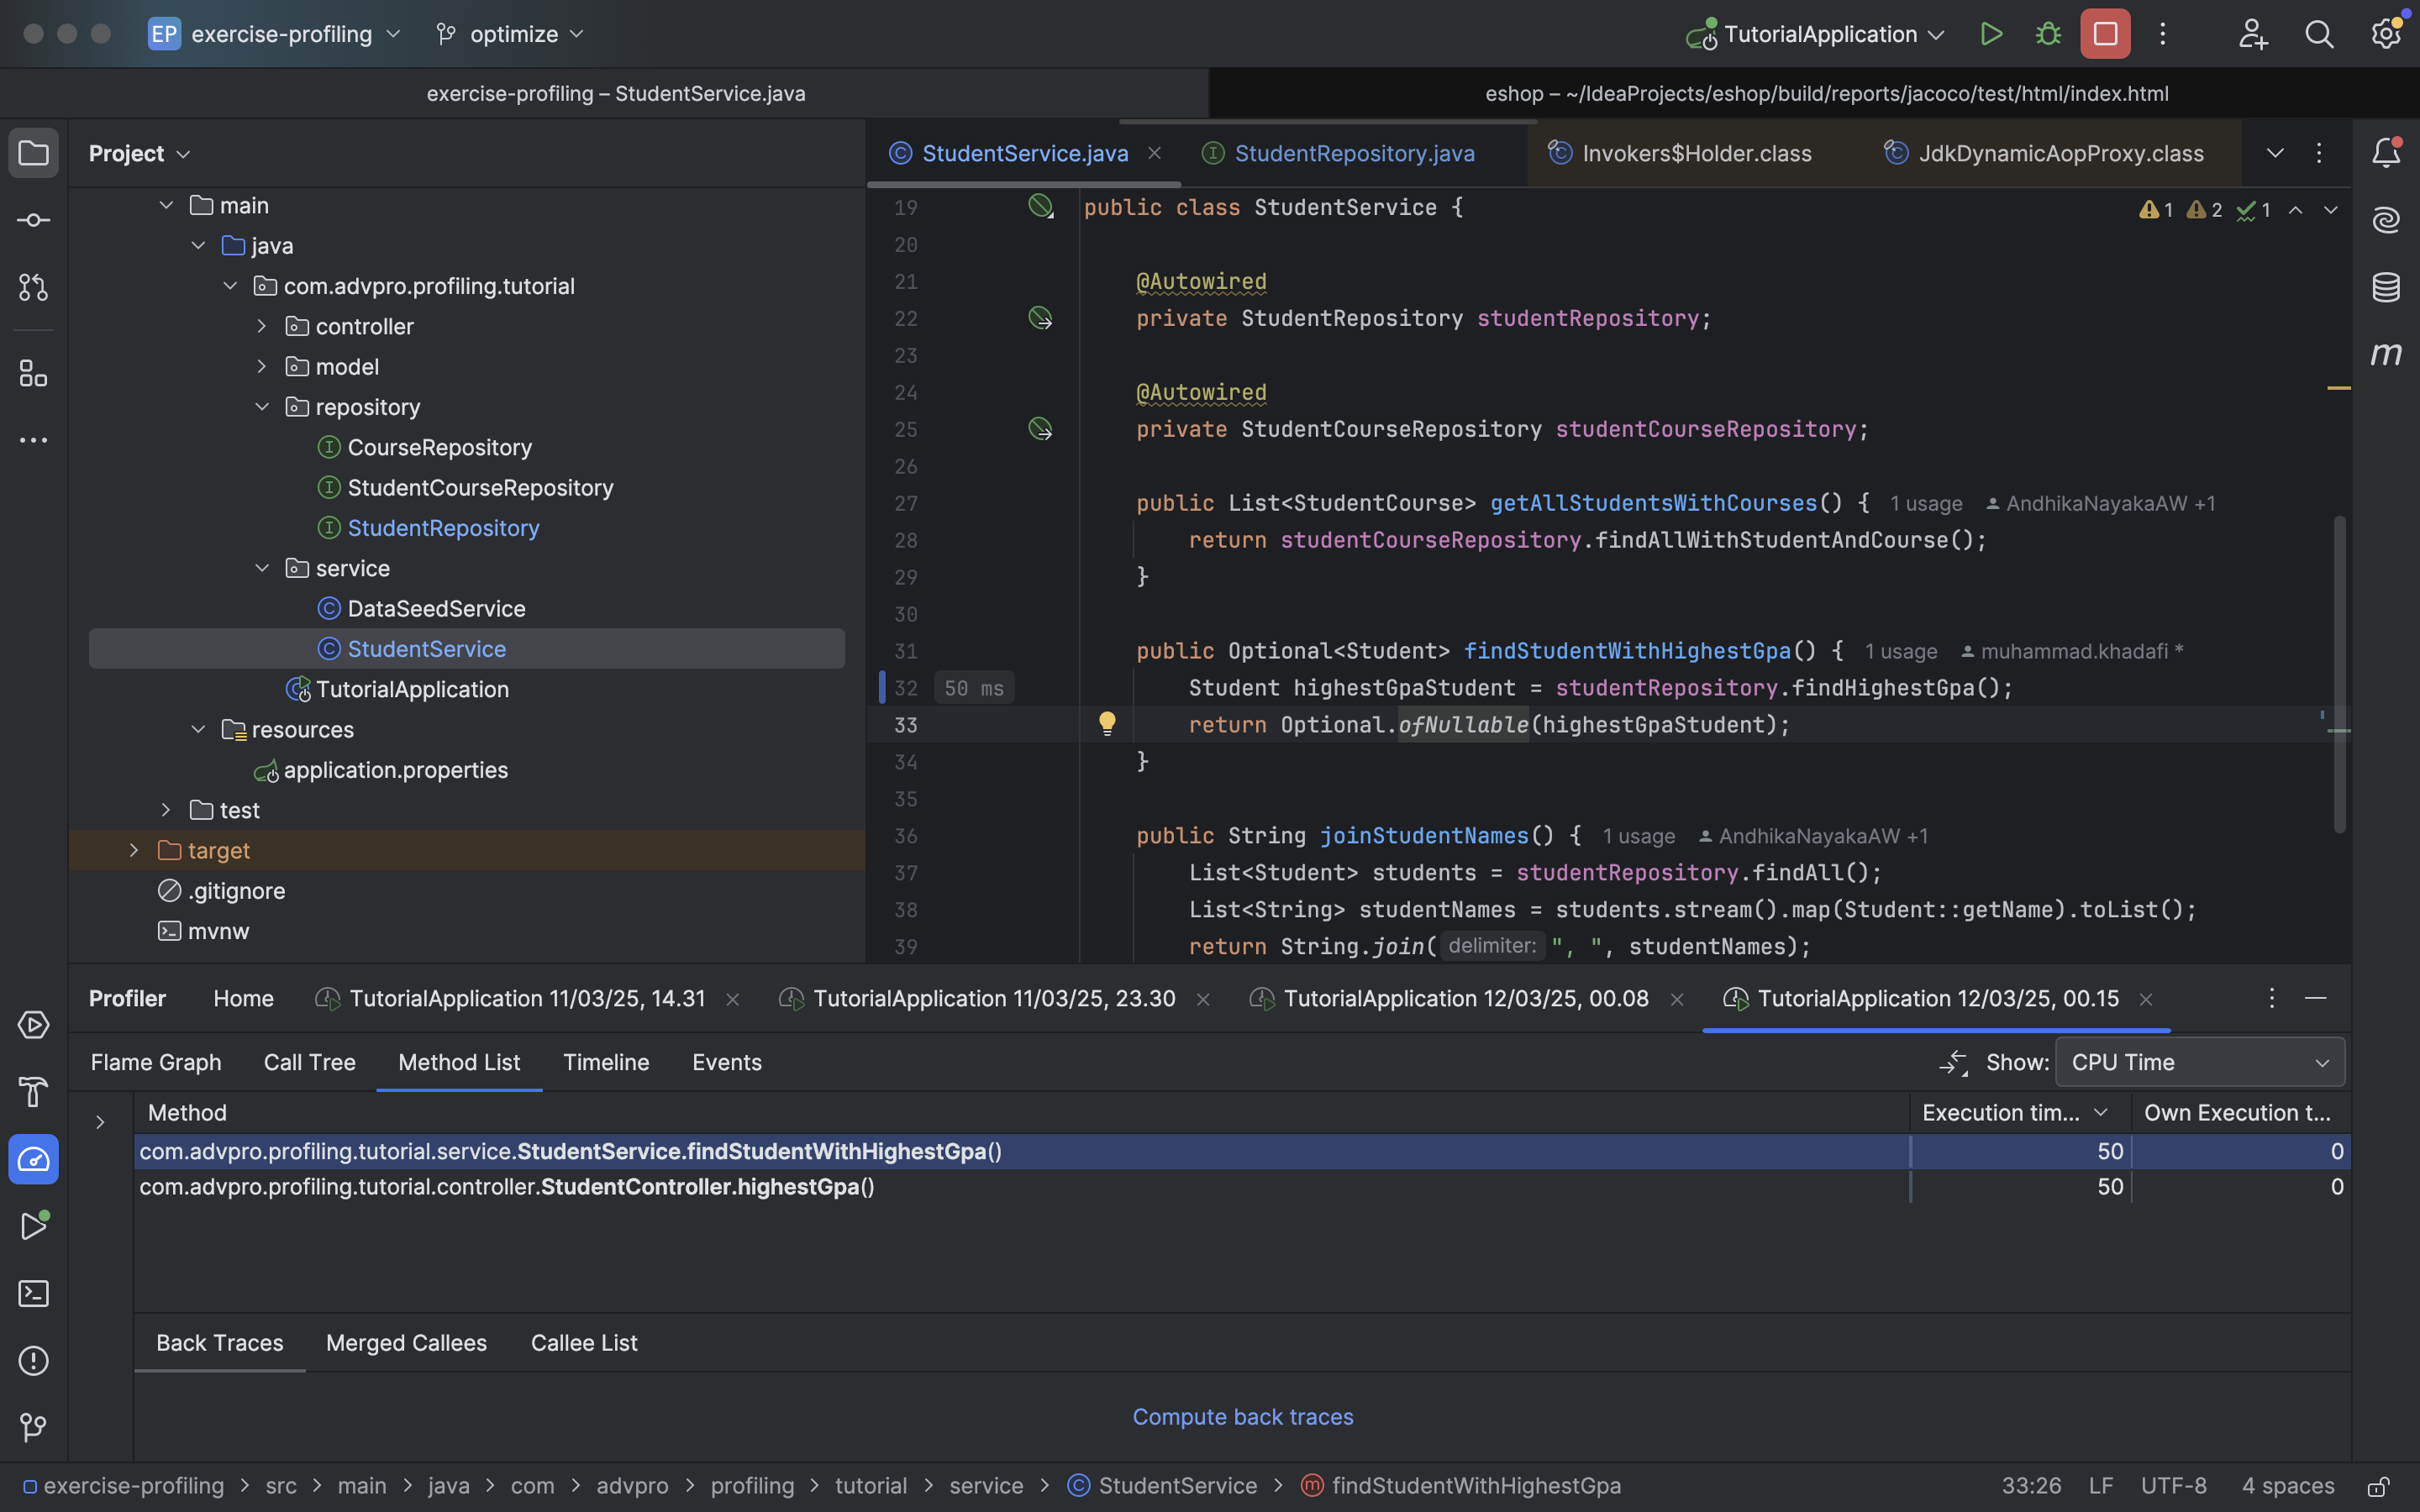 EP exercise-profiling optimize TutorialApplication
exercise-profiling – StudentService.java
eshop – ~/IdeaProjects/eshop/build/reports/jacoco/test/html/index.html
Project
main
java
com.advpro.profiling.tutorial
controller
model
repository
CourseRepository
StudentCourseRepository
StudentRepository
service
DataSeedService
StudentService
TutorialApplication
resources
application.properties
test
target
.gitignore
mvnw
StudentService.java StudentRepository.java Invokers$Holder.class JdkDynamicAopProxy.class
1 2 1
19 public class StudentService {
20
21 @Autowired
22 private StudentRepository studentRepository;
23
24 @Autowired
25 private StudentCourseRepository studentCourseRepository;
26
27 public List<StudentCourse> getAllStudentsWithCourses() { 1 usage AndhikaNayakaAW +1
28 return studentCourseRepository.findAllWithStudentAndCourse();
29 }
30
31 public Optional<Student> findStudentWithHighestGpa() { 1 usage muhammad.khadafi *
32 50 ms Student highestGpaStudent = studentRepository.findHighestGpa();
33 return Optional.ofNullable(highestGpaStudent);
34 }
35
36 public String joinStudentNames() { 1 usage AndhikaNayakaAW +1
37 List<Student> students = studentRepository.findAll();
38 List<String> studentNames = students.stream().map(Student::getName).toList();
39 return String.join( delimiter: ", ", studentNames);
Profiler Home TutorialApplication 11/03/25, 14.31 TutorialApplication 11/03/25, 23.30 TutorialApplication 12/03/25, 00.08 TutorialApplication 12/03/25, 00.15
Flame Graph Call Tree Method List Timeline Events Show: CPU Time
Method Execution tim... Own Execution t...
com.advpro.profiling.tutorial.service.StudentService.findStudentWithHighestGpa() 50 0
com.advpro.profiling.tutorial.controller.StudentController.highestGpa() 50 0
Back Traces Merged Callees Callee List
Compute back traces
exercise-profiling > src > main > java > com > advpro > profiling > tutorial > service > StudentService > m findStudentWithHighestGpa 33:26 LF UTF-8 4 spaces